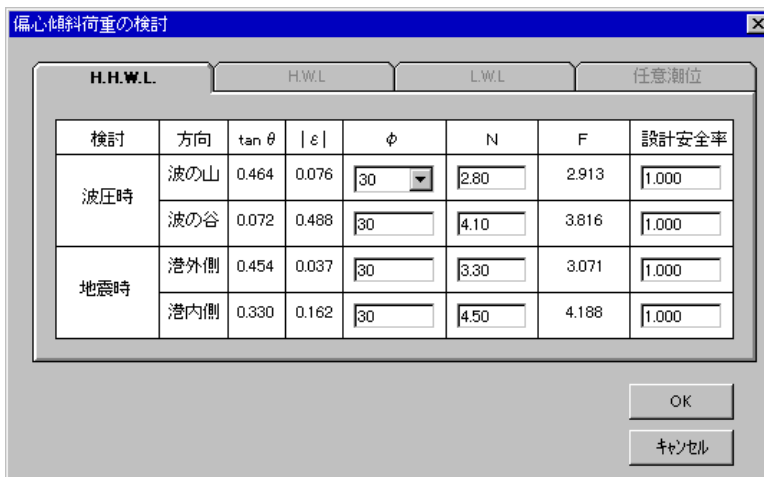 偏心傾斜荷重の検討
H.H.W.L. H.W.L L.W.L 任意潮位
検討 方向 tan θ |ε| φ N F 設計安全率
波圧時 波の山 0.464 0.076 30 2.80 2.913 1.000
波の谷 0.072 0.488 30 4.10 3.816 1.000
地震時 港外側 0.454 0.037 30 3.30 3.071 1.000
港内側 0.330 0.162 30 4.50 4.188 1.000
OK
キャンセル